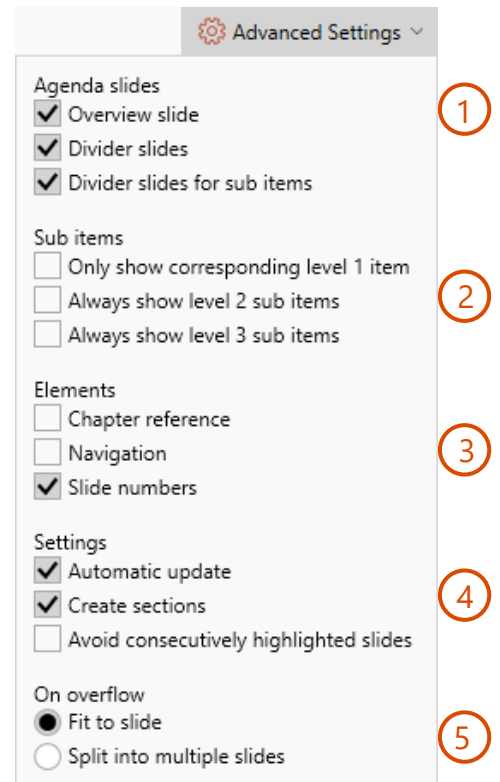 Advanced Settings
Agenda slides
1
Overview slide
Divider slides
Divider slides for sub items
Sub items
Only show corresponding level 1 item
2
Always show level 2 sub items
Always show level 3 sub items
Elements
Chapter reference
3
Navigation
Slide numbers
Settings
Automatic update
4
Create sections
Avoid consecutively highlighted slides
On overflow
Fit to slide
5
Split into multiple slides